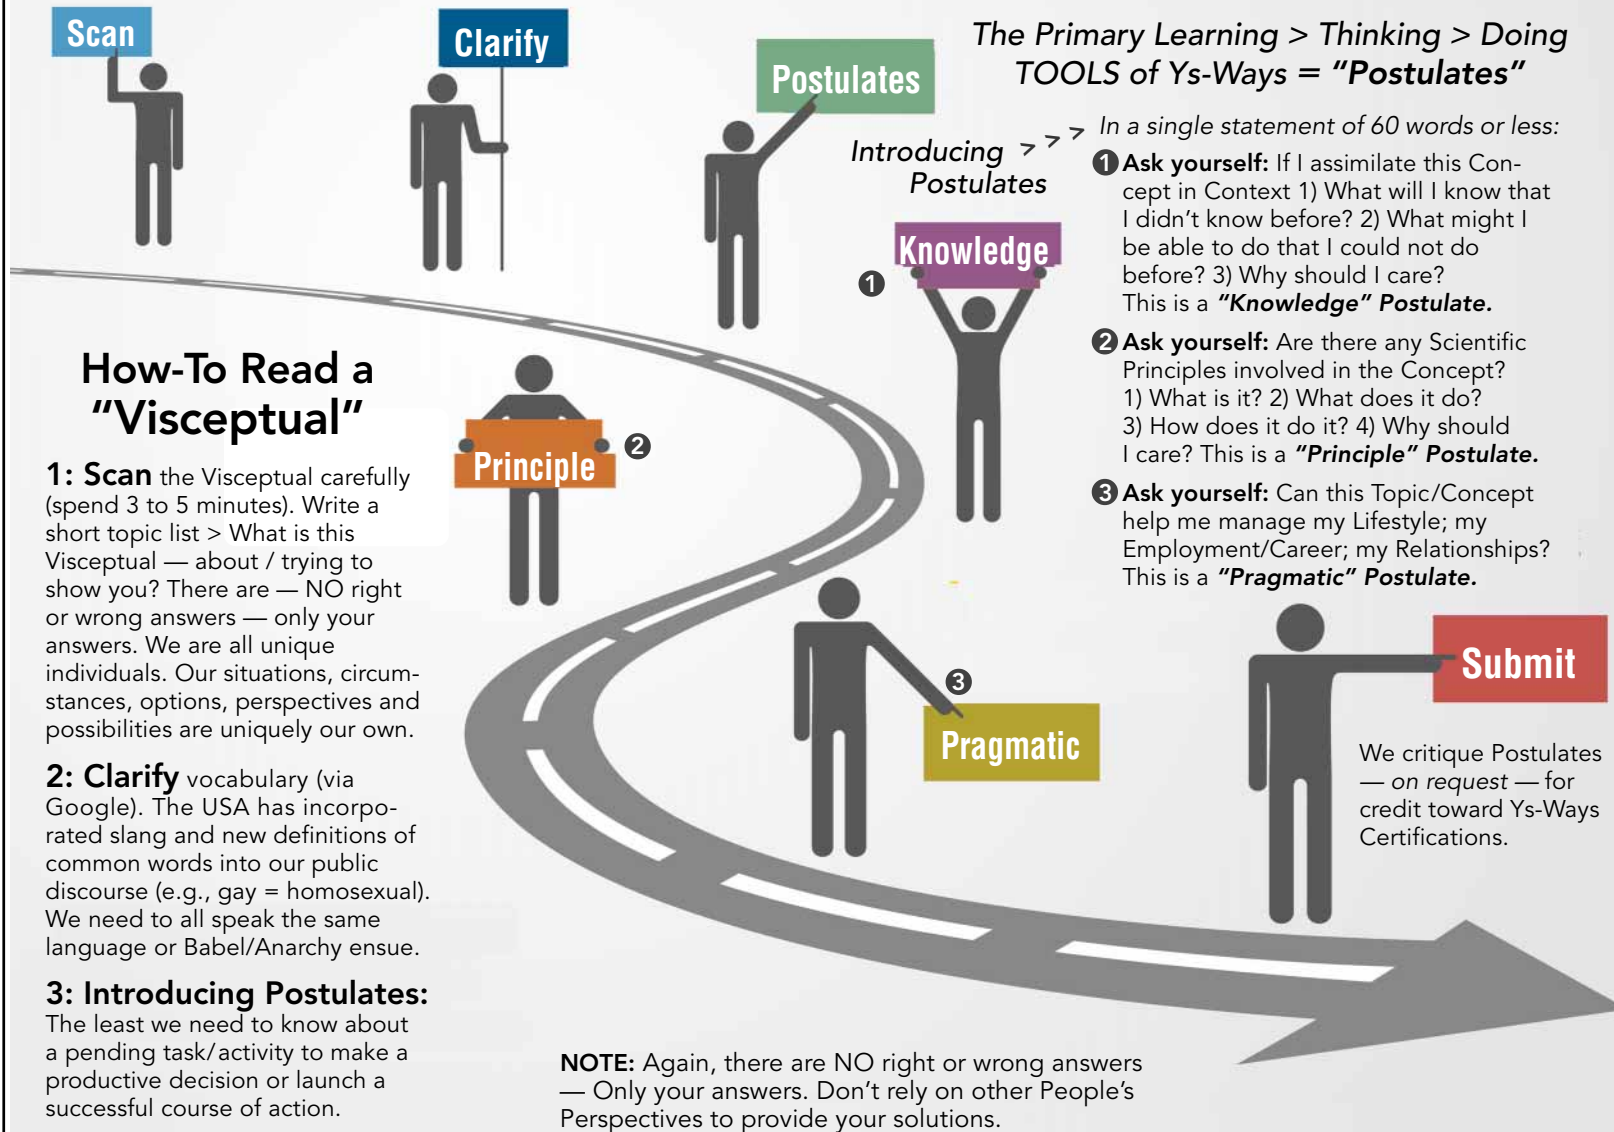 Scan
Clarify
Postulates
The Primary Learning > Thinking > Doing
TOOLS of Ys-Ways = “Postulates”
Introducing > > >
Postulates
In a single statement of 60 words or less:
❶ Ask yourself: If I assimilate this Con-
cept in Context 1) What will I know that
I didn’t know before? 2) What might I
be able to do that I could not do
before? 3) Why should I care?
This is a “Knowledge” Postulate.
❷ Ask yourself: Are there any Scientific
Principles involved in the Concept?
1) What is it? 2) What does it do?
3) How does it do it? 4) Why should
I care? This is a “Principle” Postulate.
❸ Ask yourself: Can this Topic/Concept
help me manage my Lifestyle; my
Employment/Career; my Relationships?
This is a “Pragmatic” Postulate.
Knowledge
❶
Principle
❷
❸
Pragmatic
Submit
We critique Postulates
— on request — for
credit toward Ys-Ways
Certifications.
How-To Read a
“Visceptual”
1: Scan the Visceptual carefully
(spend 3 to 5 minutes). Write a
short topic list > What is this
Visceptual — about / trying to
show you? There are — NO right
or wrong answers — only your
answers. We are all unique
individuals. Our situations, circum-
stances, options, perspectives and
possibilities are uniquely our own.
2: Clarify vocabulary (via
Google). The USA has incorpo-
rated slang and new definitions of
common words into our public
discourse (e.g., gay = homosexual).
We need to all speak the same
language or Babel/Anarchy ensue.
3: Introducing Postulates:
The least we need to know about
a pending task/activity to make a
productive decision or launch a
successful course of action.
NOTE: Again, there are NO right or wrong answers
— Only your answers. Don’t rely on other People’s
Perspectives to provide your solutions.